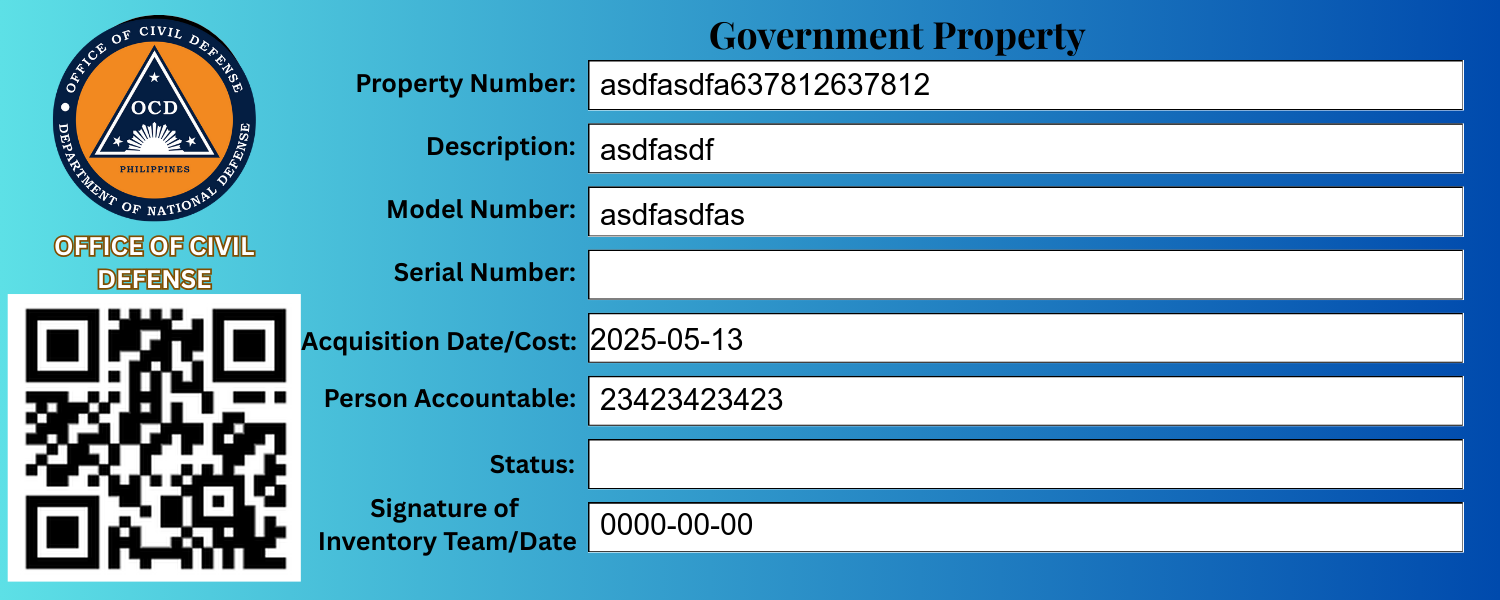 OFFICE OF CIVIL DEFENSE
OCD
PHILIPPINES
DEPARTMENT OF NATIONAL DEFENSE
OFFICE OF CIVIL
DEFENSE
Government Property
Property Number: asdfasdfa637812637812
Description: asdfasdf
Model Number: asdfasdfas
Serial Number:
Acquisition Date/Cost: 2025-05-13
Person Accountable: 23423423423
Status:
Signature of
Inventory Team/Date 0000-00-00